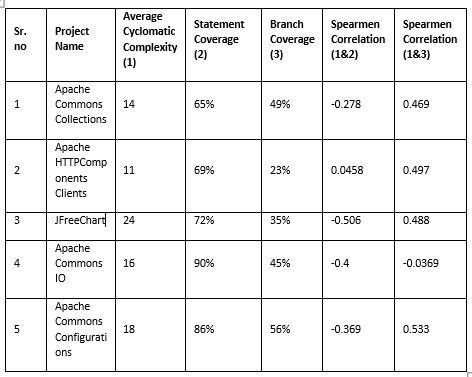 Sr. no | Project Name | Average Cyclomatic Complexity (1) | Statement Coverage (2) | Branch Coverage (3) | Spearmen Correlation (1&2) | Spearmen Correlation (1&3)
1 | Apache Commons Collections | 14 | 65% | 49% | -0.278 | 0.469
2 | Apache HTTPComponents Clients | 11 | 69% | 23% | 0.0458 | 0.497
3 | JFreeChart | 24 | 72% | 35% | -0.506 | 0.488
4 | Apache Commons IO | 16 | 90% | 45% | -0.4 | -0.0369
5 | Apache Commons Configurations | 18 | 86% | 56% | -0.369 | 0.533